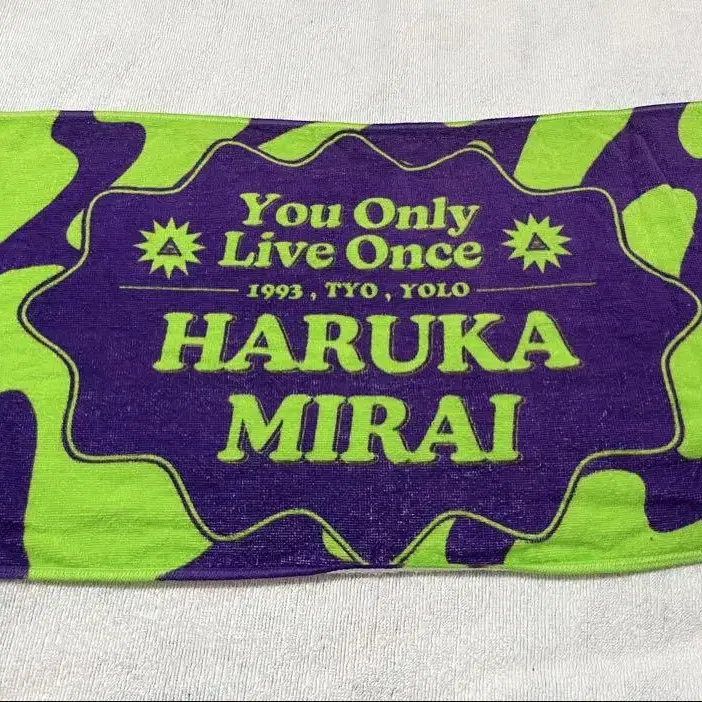 You Only
Live Once
1993 , TYO , YOLO
HARUKA
MIRAI